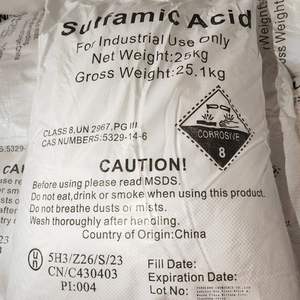 Sulfamic Acid
For Industrial Use Only
Net Weight:25kg
Gross Weight:25.1kg
CLASS 8, UN 2967, PG III
CAS NUMBERS:5329-14-6
CORROSIVE
8
CAUTION!
Before using please read MSDS.
Do not eat,drink or smoke when using this product.
Do not breathe dusts or mists.
Wash thoroughly after handling.
Country of Origin:China
un
5H3/Z26/S/23
CN/C430403
P1:004
Fill Date:
Expiration Date:
Lot No: